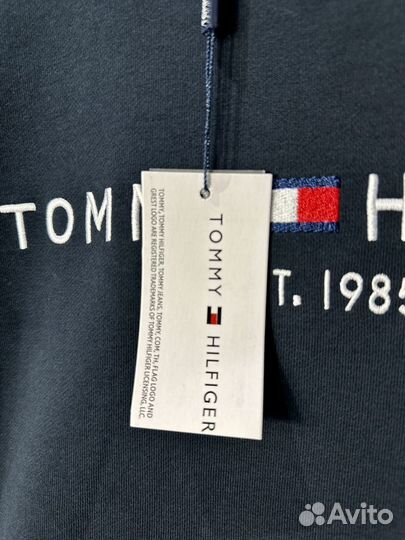 TOMM
H
T. 1985
TOMMY HILFIGER
TOMMY, TOMMY HILFIGER, TOMMY JEANS, TOMMY.COM, TH, FLAG LOGO AND
CREST LOGO ARE REGISTERED TRADEMARKS OF TOMMY HILFIGER LICENSING, LLC.
Avito